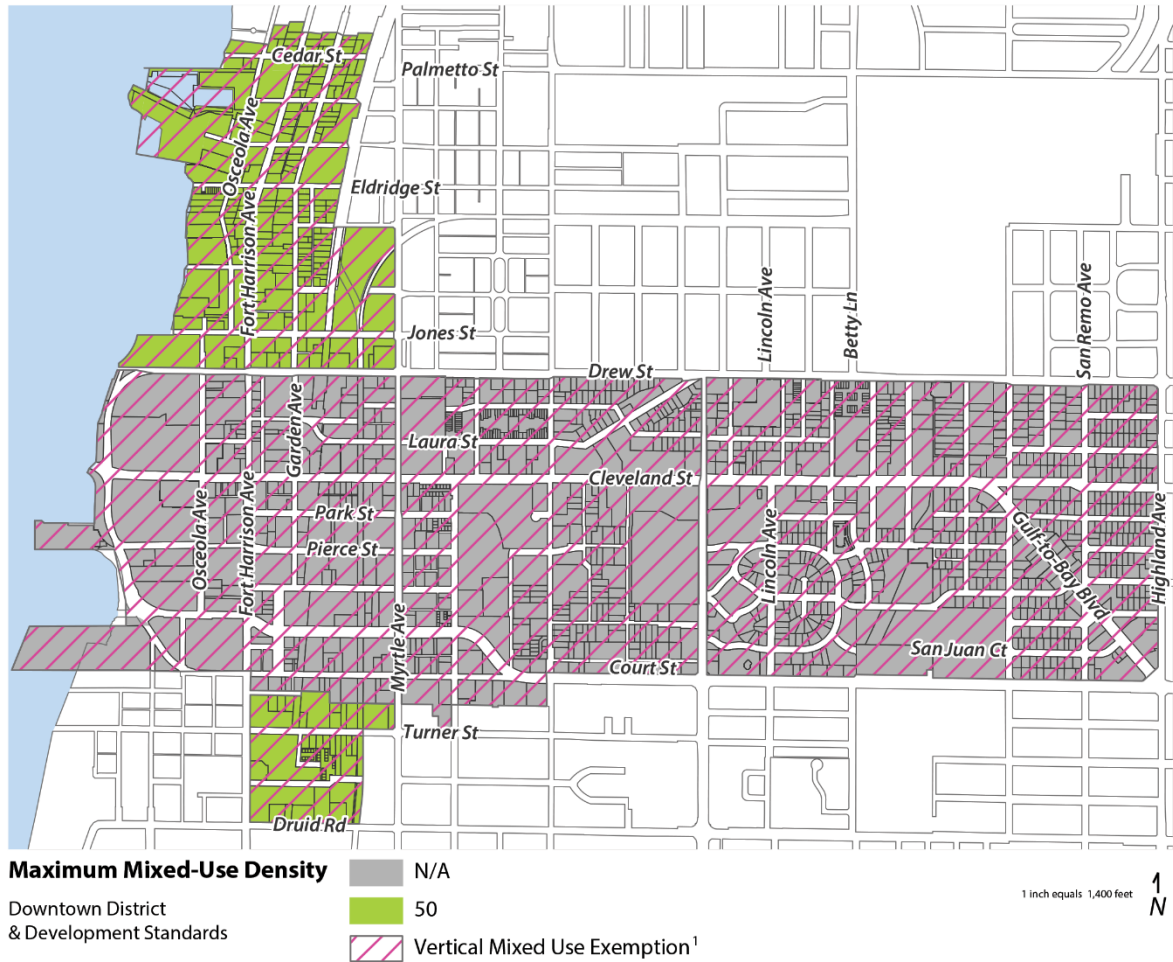 Cedar St
Palmetto St
Osceola Ave
Eldridge St
Fort Harrison Ave
Jones St
Lincoln Ave
Betty Ln
San Remo Ave
Drew St
Garden Ave
Laura St
Cleveland St
Osceola Ave
Fort Harrison Ave
Park St
Pierce St
Lincoln Ave
Gulf-to-Bay Blvd
Highland Ave
Myrtle Ave
Court St
San Juan Ct
Turner St
Druid Rd
Maximum Mixed-Use Density
Downtown District
& Development Standards
N/A
50
Vertical Mixed Use Exemption¹
1 inch equals 1,400 feet
N